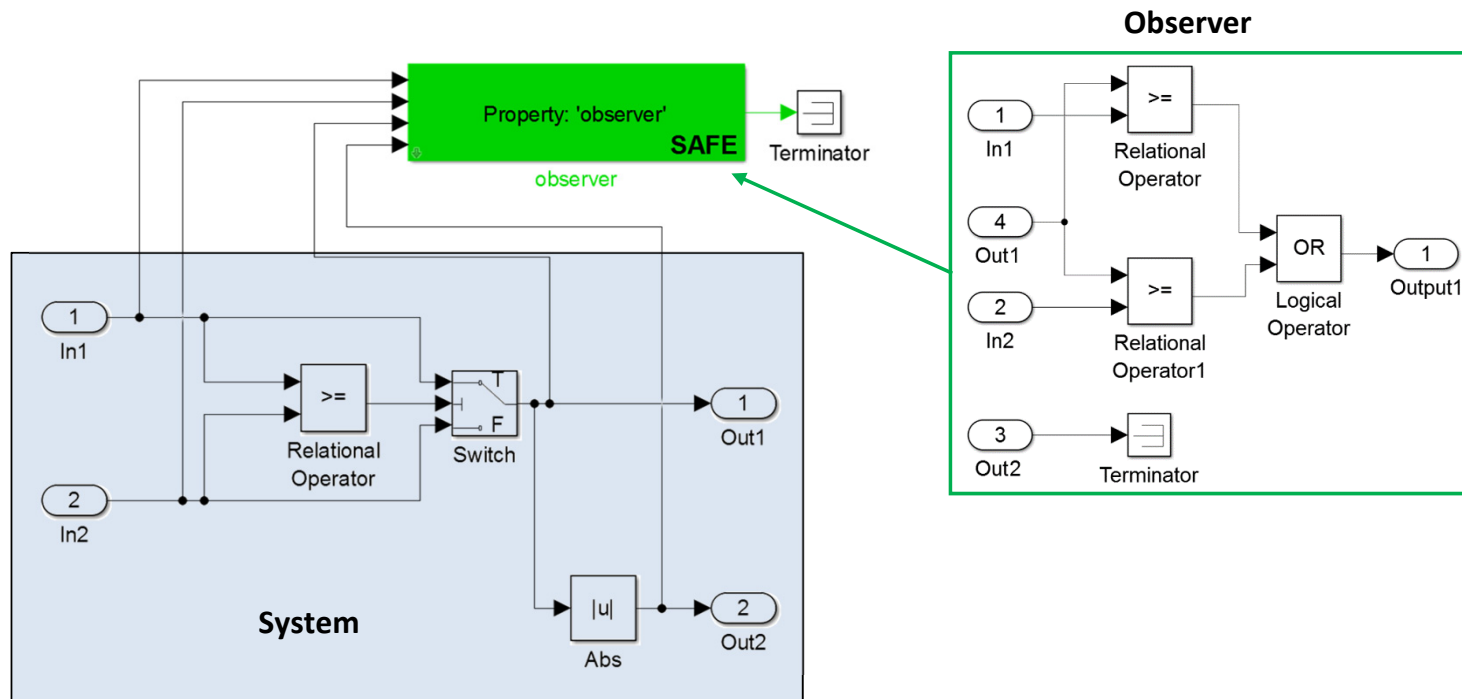 Observer
Property: 'observer'
SAFE
observer
Terminator
1
In1
>=
Relational
Operator
4
Out1
OR
Logical
Operator
1
Output1
2
In2
>=
Relational
Operator1
3
Out2
Terminator
1
In1
>=
Relational
Operator
T
F
Switch
1
Out1
2
In2
|u|
Abs
2
Out2
System